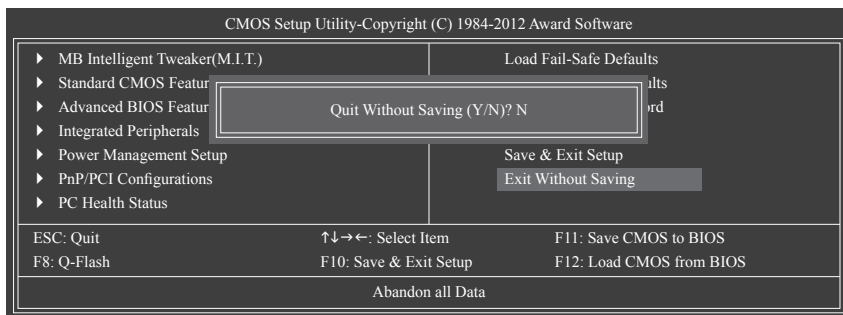 CMOS Setup Utility-Copyright (C) 1984-2012 Award Software
MB Intelligent Tweaker(M.I.T.)
Standard CMOS Featur
Advanced BIOS Featur
Integrated Peripherals
Power Management Setup
PnP/PCI Configurations
PC Health Status
Load Fail-Safe Defaults
Quit Without Saving (Y/N)? N
Save & Exit Setup
Exit Without Saving
ESC: Quit ↑↓→←: Select Item F11: Save CMOS to BIOS
F8: Q-Flash F10: Save & Exit Setup F12: Load CMOS from BIOS
Abandon all Data